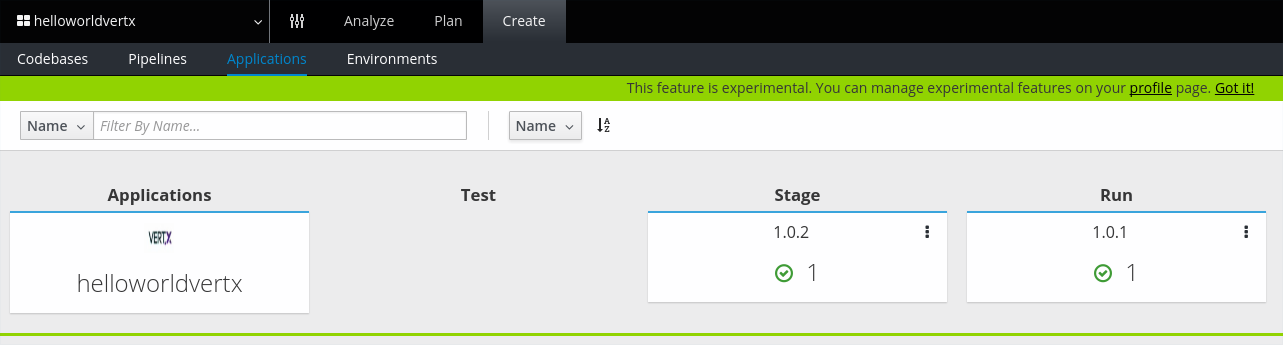 helloworldvertx Analyze Plan Create
Codebases Pipelines Applications Environments
This feature is experimental. You can manage experimental features on your profile page. Got it!
Name Filter By Name... Name A Z
Applications Test Stage Run
VERT.X 1.0.2 1.0.1
helloworldvertx 1 1